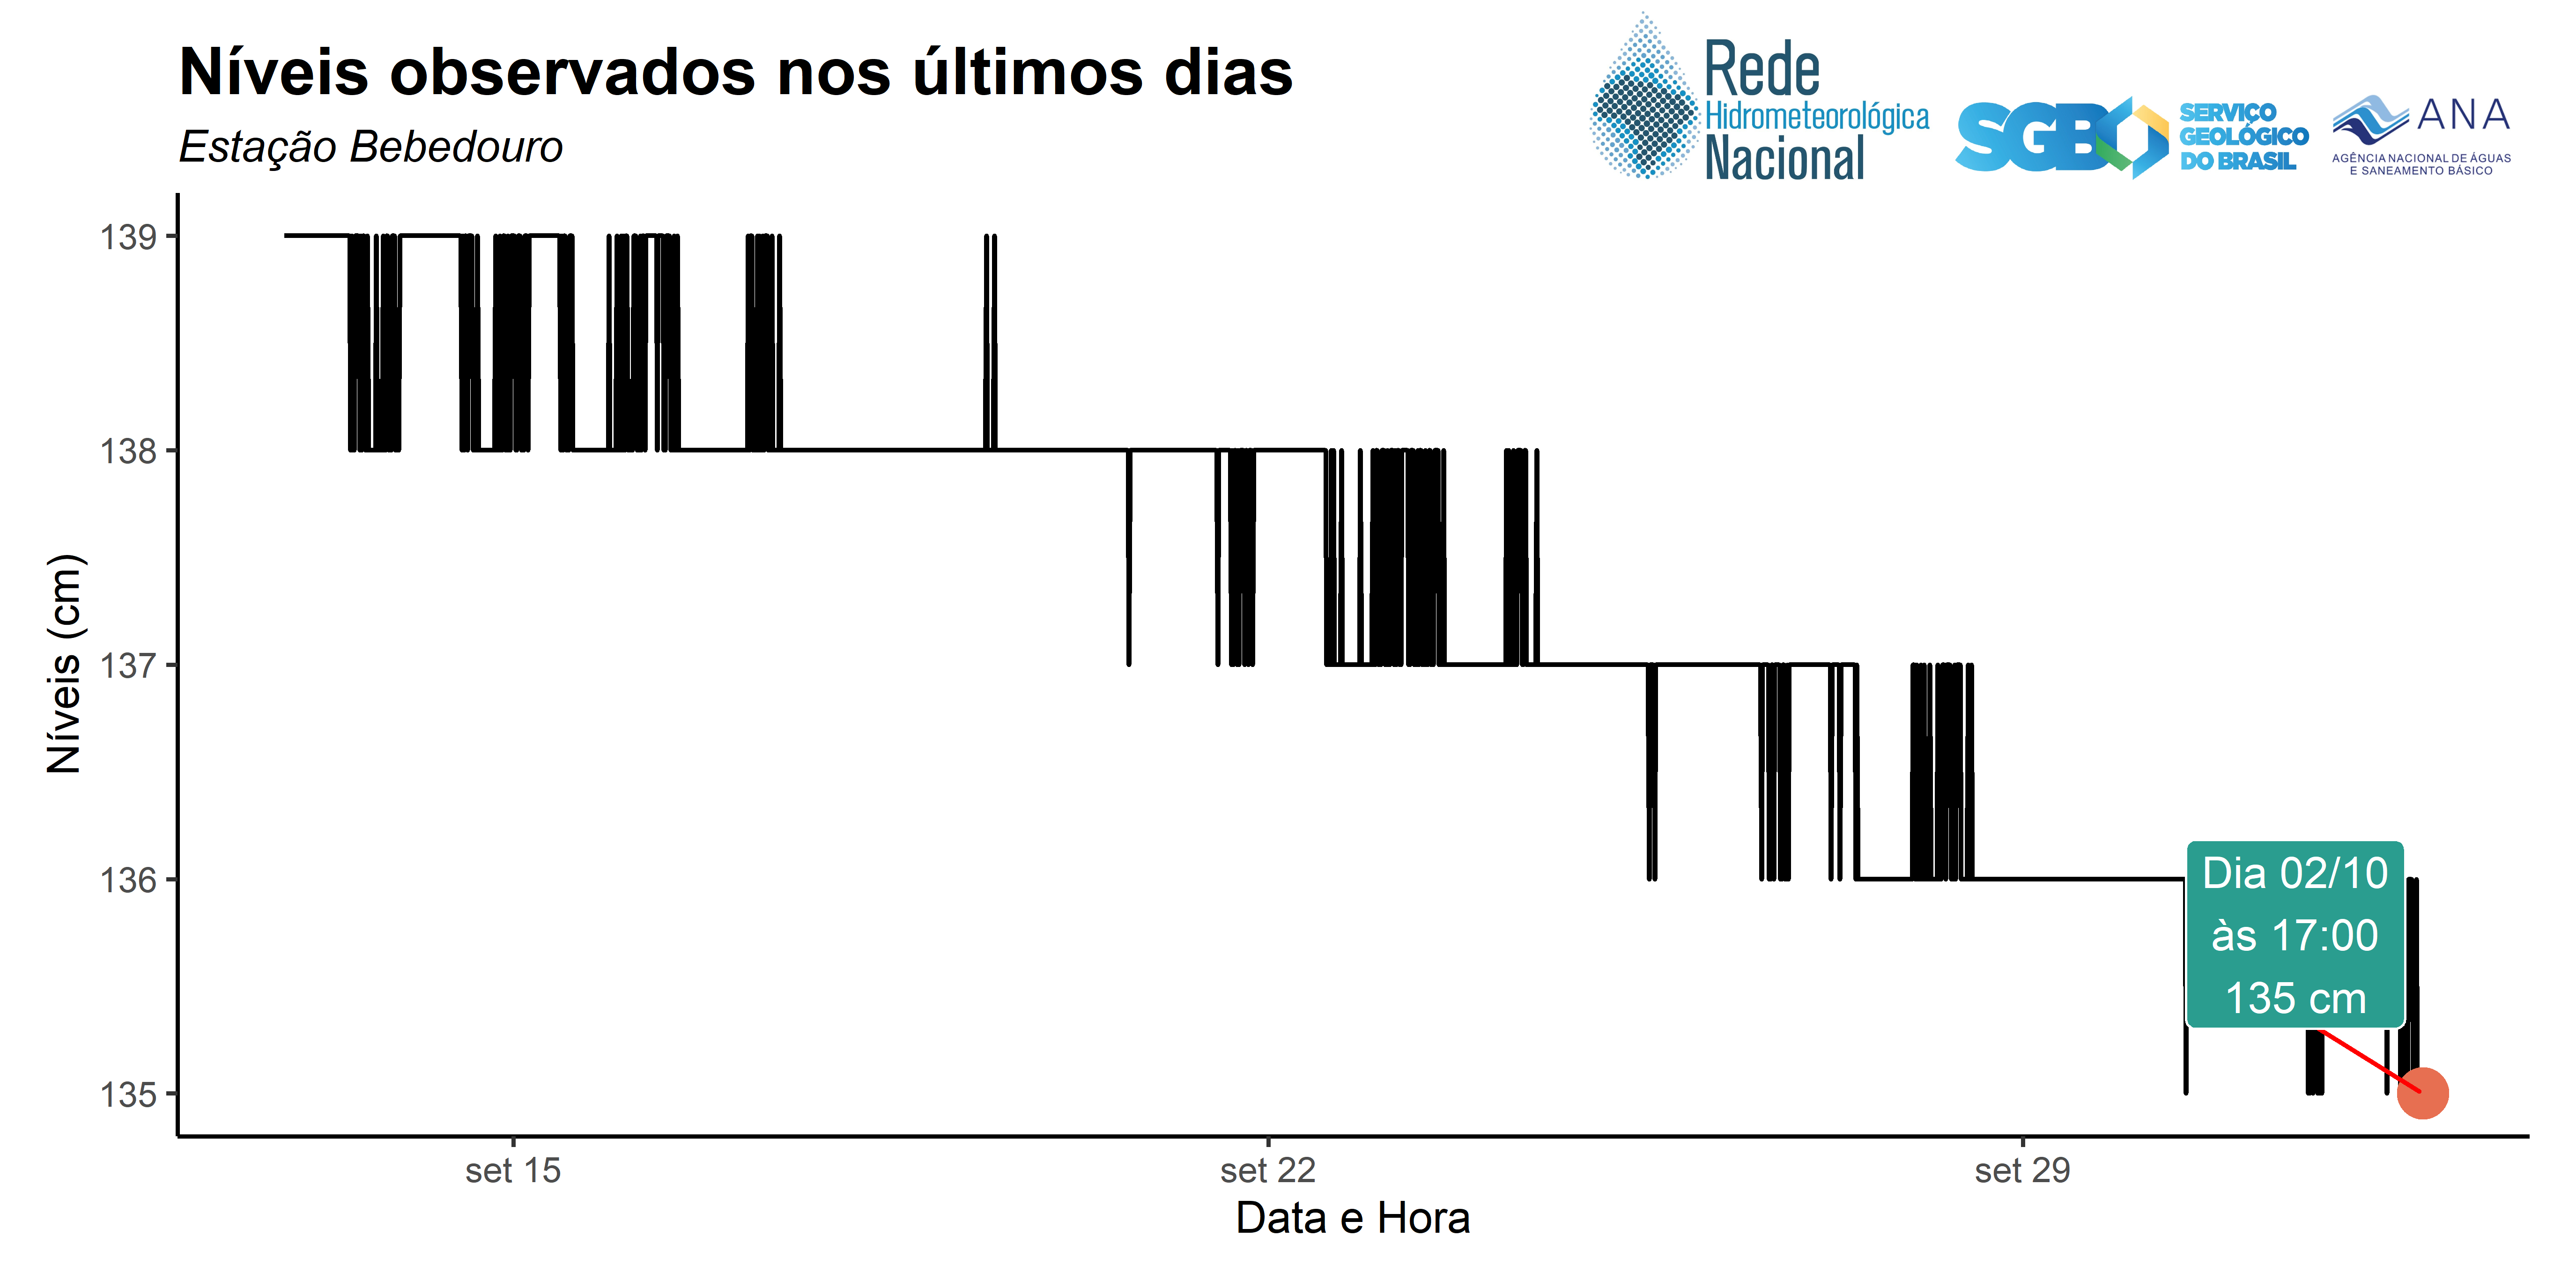 Níveis observados nos últimos dias
Estação Bebedouro
Rede
Hidrometeorológica
Nacional
SGB
SERVIÇO
GEOLÓGICO
DO BRASIL
ANA
AGÊNCIA NACIONAL DE ÁGUAS
E SANEAMENTO BÁSICO
Níveis (cm)
139
138
137
136
135
Dia 02/10
às 17:00
135 cm
set 15
set 22
set 29
Data e Hora